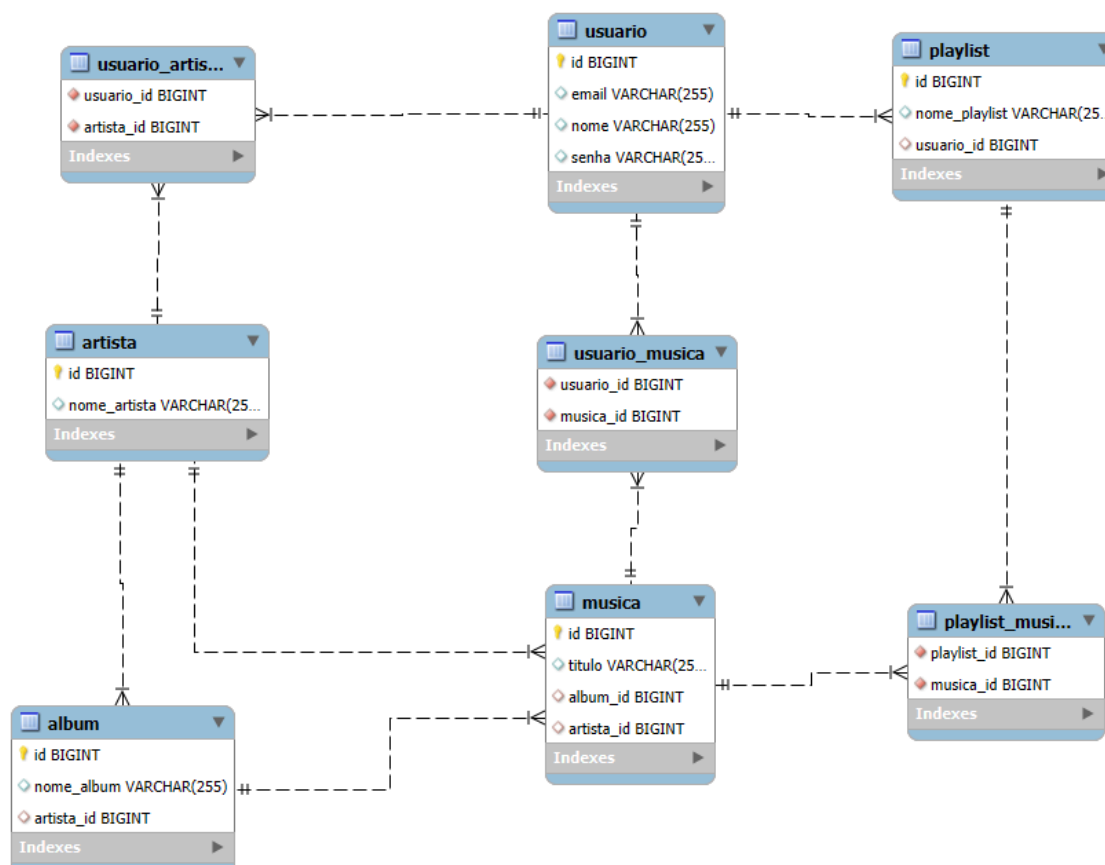 usuario_artis...
usuario_id BIGINT
artista_id BIGINT
Indexes
usuario
id BIGINT
email VARCHAR(255)
nome VARCHAR(255)
senha VARCHAR(25...
Indexes
playlist
id BIGINT
nome_playlist VARCHAR(25...
usuario_id BIGINT
Indexes
artista
id BIGINT
nome_artista VARCHAR(25...
Indexes
usuario_musica
usuario_id BIGINT
musica_id BIGINT
Indexes
album
id BIGINT
nome_album VARCHAR(255)
artista_id BIGINT
Indexes
musica
id BIGINT
titulo VARCHAR(25...
album_id BIGINT
artista_id BIGINT
Indexes
playlist_musi...
playlist_id BIGINT
musica_id BIGINT
Indexes